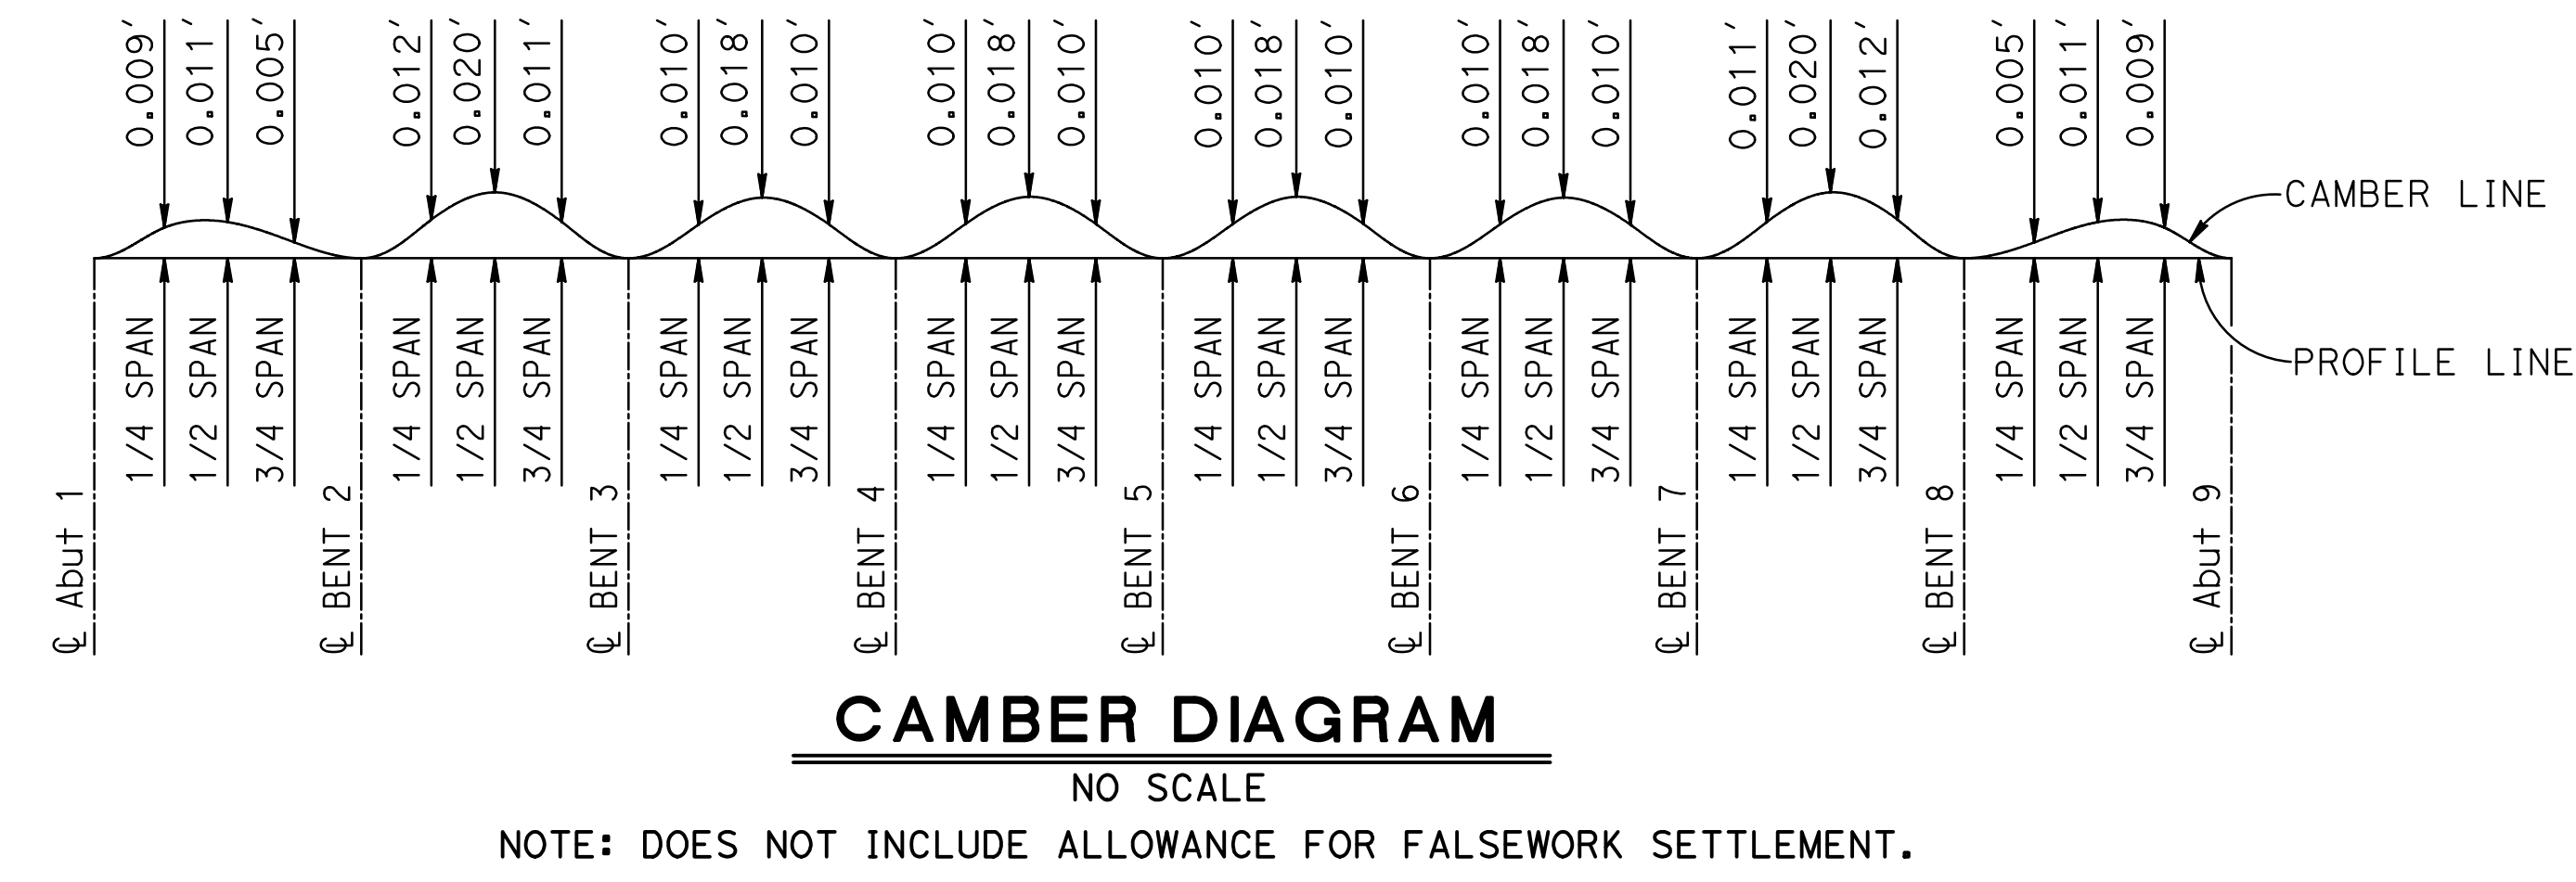 0.009′
0.011′
0.005′
0.012′
0.020′
0.011′
0.010′
0.018′
0.010′
0.010′
0.018′
0.010′
0.010′
0.018′
0.010′
0.010′
0.018′
0.010′
0.011′
0.020′
0.012′
0.005′
0.011′
0.009′
CAMBER LINE
PROFILE LINE
1/4 SPAN
1/2 SPAN
3/4 SPAN
1/4 SPAN
1/2 SPAN
3/4 SPAN
1/4 SPAN
1/2 SPAN
3/4 SPAN
1/4 SPAN
1/2 SPAN
3/4 SPAN
1/4 SPAN
1/2 SPAN
3/4 SPAN
1/4 SPAN
1/2 SPAN
3/4 SPAN
1/4 SPAN
1/2 SPAN
3/4 SPAN
1/4 SPAN
1/2 SPAN
3/4 SPAN
℄ Abut 1
℄ BENT 2
℄ BENT 3
℄ BENT 4
℄ BENT 5
℄ BENT 6
℄ BENT 7
℄ BENT 8
℄ Abut 9
CAMBER DIAGRAM
NO SCALE
NOTE: DOES NOT INCLUDE ALLOWANCE FOR FALSEWORK SETTLEMENT.